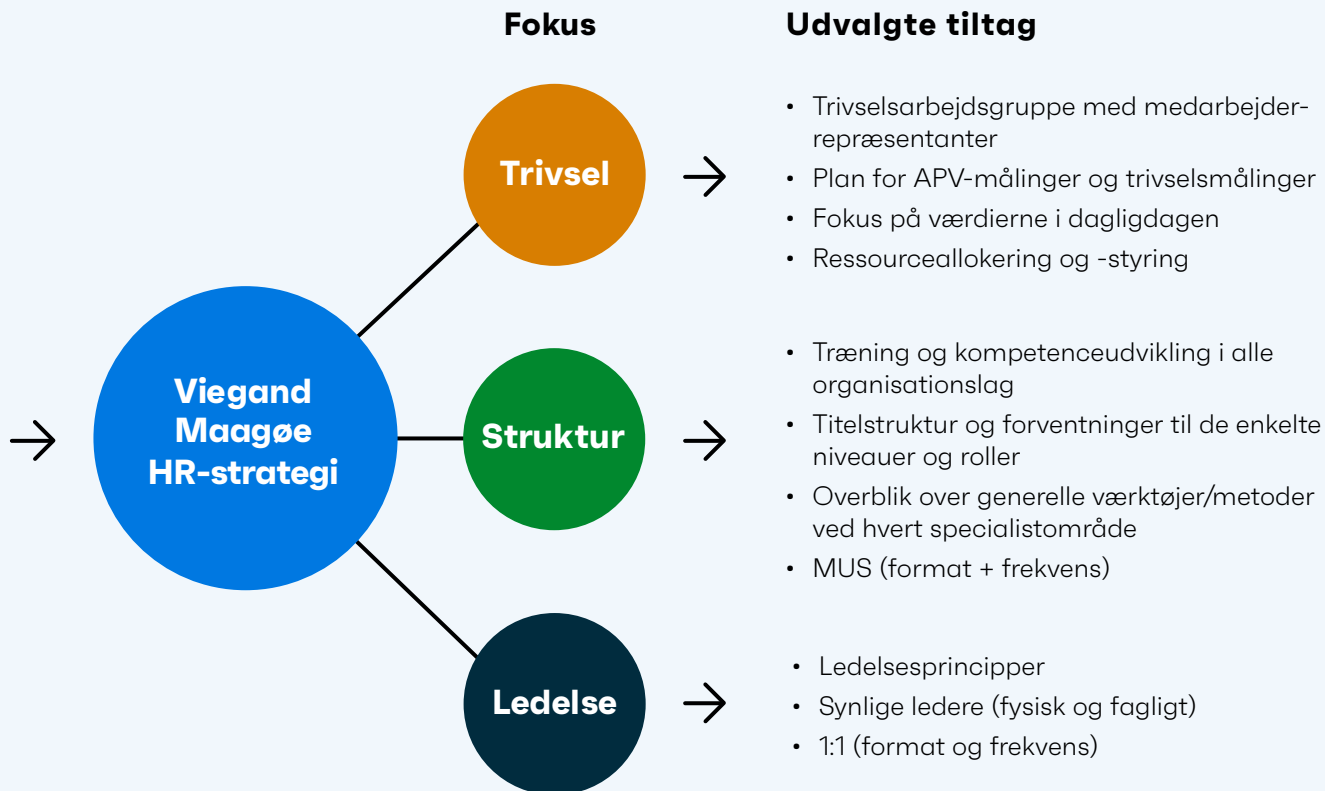 Fokus
Udvalgte tiltag
Viegand
Maagøe
HR-strategi
Trivsel
• Trivselsarbejdsgruppe med medarbejder-
repræsentanter
• Plan for APV-målinger og trivselsmålinger
• Fokus på værdierne i dagligdagen
• Ressourceallokering og -styring
Struktur
• Træning og kompetenceudvikling i alle
organisationslag
• Titelstruktur og forventninger til de enkelte
niveauer og roller
• Overblik over generelle værktøjer/metoder
ved hvert specialistområde
• MUS (format + frekvens)
Ledelse
• Ledelsesprincipper
• Synlige ledere (fysisk og fagligt)
• 1:1 (format og frekvens)